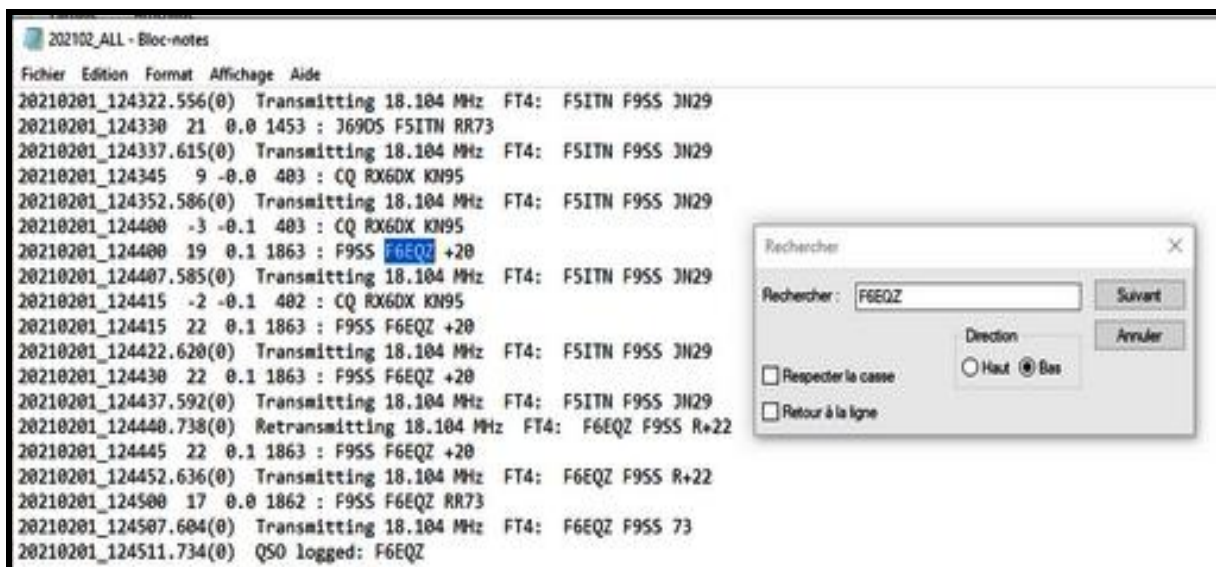 202102_ALL - Bloc-notes
Fichier Edition Format Affichage Aide
20210201_124322.556(0) Transmitting 18.104 MHz FT4: F5ITN F9SS JN29
20210201_124330 21 0.0 1453 : J69DS F5ITN RR73
20210201_124337.615(0) Transmitting 18.104 MHz FT4: F5ITN F9SS JN29
20210201_124345 9 -0.0 403 : CQ RX6DX KN95
20210201_124352.586(0) Transmitting 18.104 MHz FT4: F5ITN F9SS JN29
20210201_124400 -3 -0.1 403 : CQ RX6DX KN95
20210201_124400 19 0.1 1863 : F9SS F6EQZ +20
20210201_124407.585(0) Transmitting 18.104 MHz FT4: F5ITN F9SS JN29
20210201_124415 -2 -0.1 402 : CQ RX6DX KN95
20210201_124415 22 0.1 1863 : F9SS F6EQZ +20
20210201_124422.620(0) Transmitting 18.104 MHz FT4: F5ITN F9SS JN29
20210201_124430 22 0.1 1863 : F9SS F6EQZ +20
20210201_124437.592(0) Transmitting 18.104 MHz FT4: F5ITN F9SS JN29
20210201_124440.738(0) Retransmitting 18.104 MHz FT4: F6EQZ F9SS R+22
20210201_124445 22 0.1 1863 : F9SS F6EQZ +20
20210201_124452.636(0) Transmitting 18.104 MHz FT4: F6EQZ F9SS R+22
20210201_124500 17 0.0 1862 : F9SS F6EQZ RR73
20210201_124507.604(0) Transmitting 18.104 MHz FT4: F6EQZ F9SS 73
20210201_124511.734(0) QSO logged: F6EQZ
Rechercher
Rechercher : F6EQZ Suivant
Direction Annuler
Haut Bas
Respecter la casse
Retour à la ligne